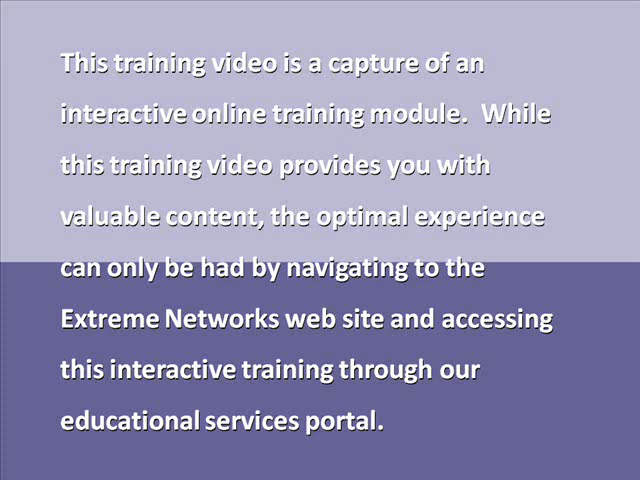 This training video is a capture of an
interactive online training module.  While
this training video provides you with
valuable content, the optimal experience
can only be had by navigating to the
Extreme Networks web site and accessing
this interactive training through our
educational services portal.